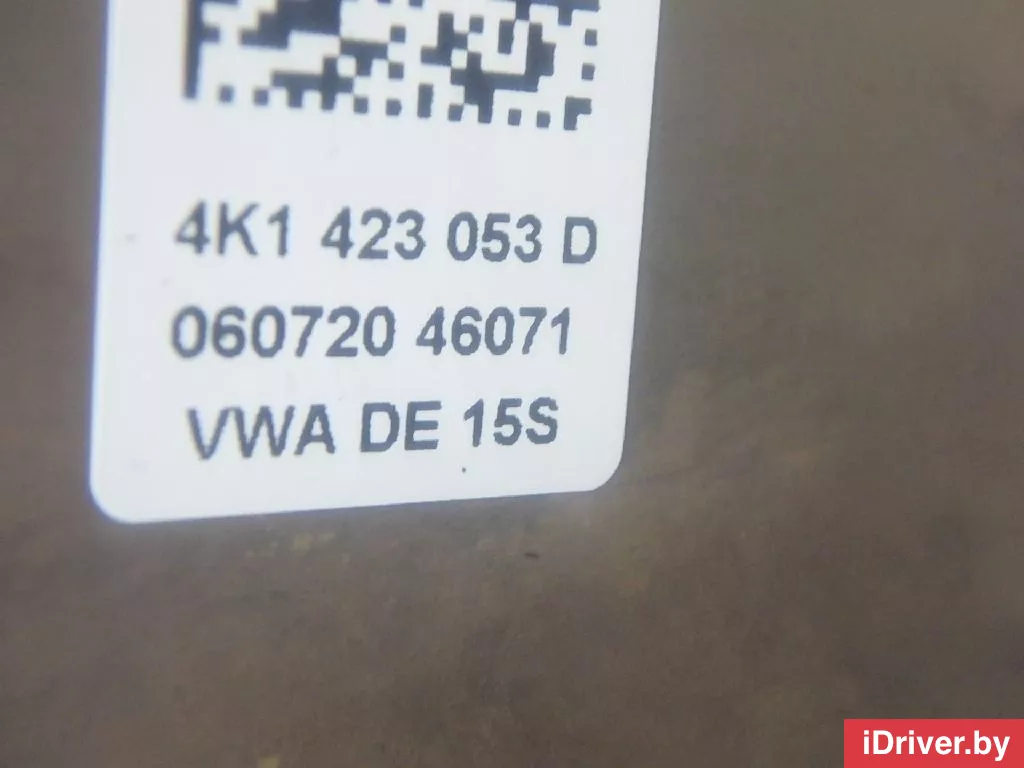 4K1 423 053 D
060720 46071
VWA DE 15S
iDriver.by